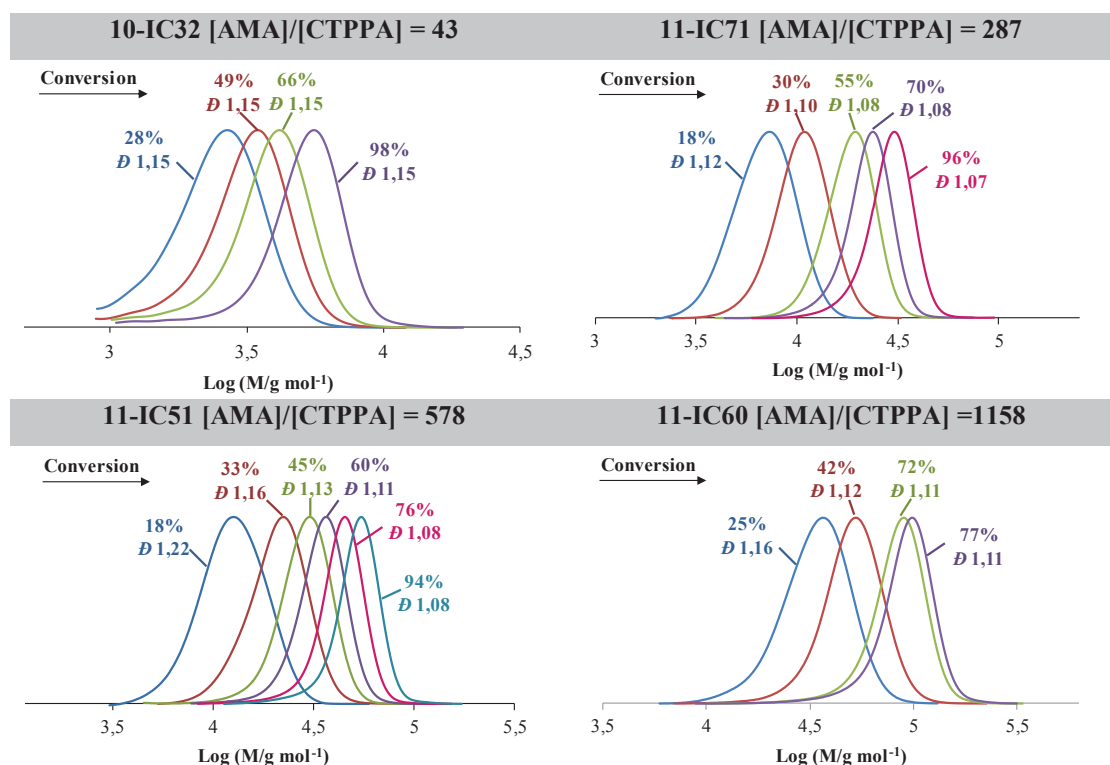 10-IC32 [AMA]/[CTPPA] = 43
Conversion
28%
Đ 1,15
49%
Đ 1,15
66%
Đ 1,15
98%
Đ 1,15
3
3,5
4
4,5
Log (M/g mol⁻¹)
11-IC71 [AMA]/[CTPPA] = 287
Conversion
18%
Đ 1,12
30%
Đ 1,10
55%
Đ 1,08
70%
Đ 1,08
96%
Đ 1,07
3
3,5
4
4,5
5
Log (M/g mol⁻¹)
11-IC51 [AMA]/[CTPPA] = 578
Conversion
18%
Đ 1,22
33%
Đ 1,16
45%
Đ 1,13
60%
Đ 1,11
76%
Đ 1,08
94%
Đ 1,08
3,5
4
4,5
5
5,5
Log (M/g mol⁻¹)
11-IC60 [AMA]/[CTPPA] =1158
Conversion
25%
Đ 1,16
42%
Đ 1,12
72%
Đ 1,11
77%
Đ 1,11
3,5
4
4,5
5
5,5
Log (M/g mol⁻¹)